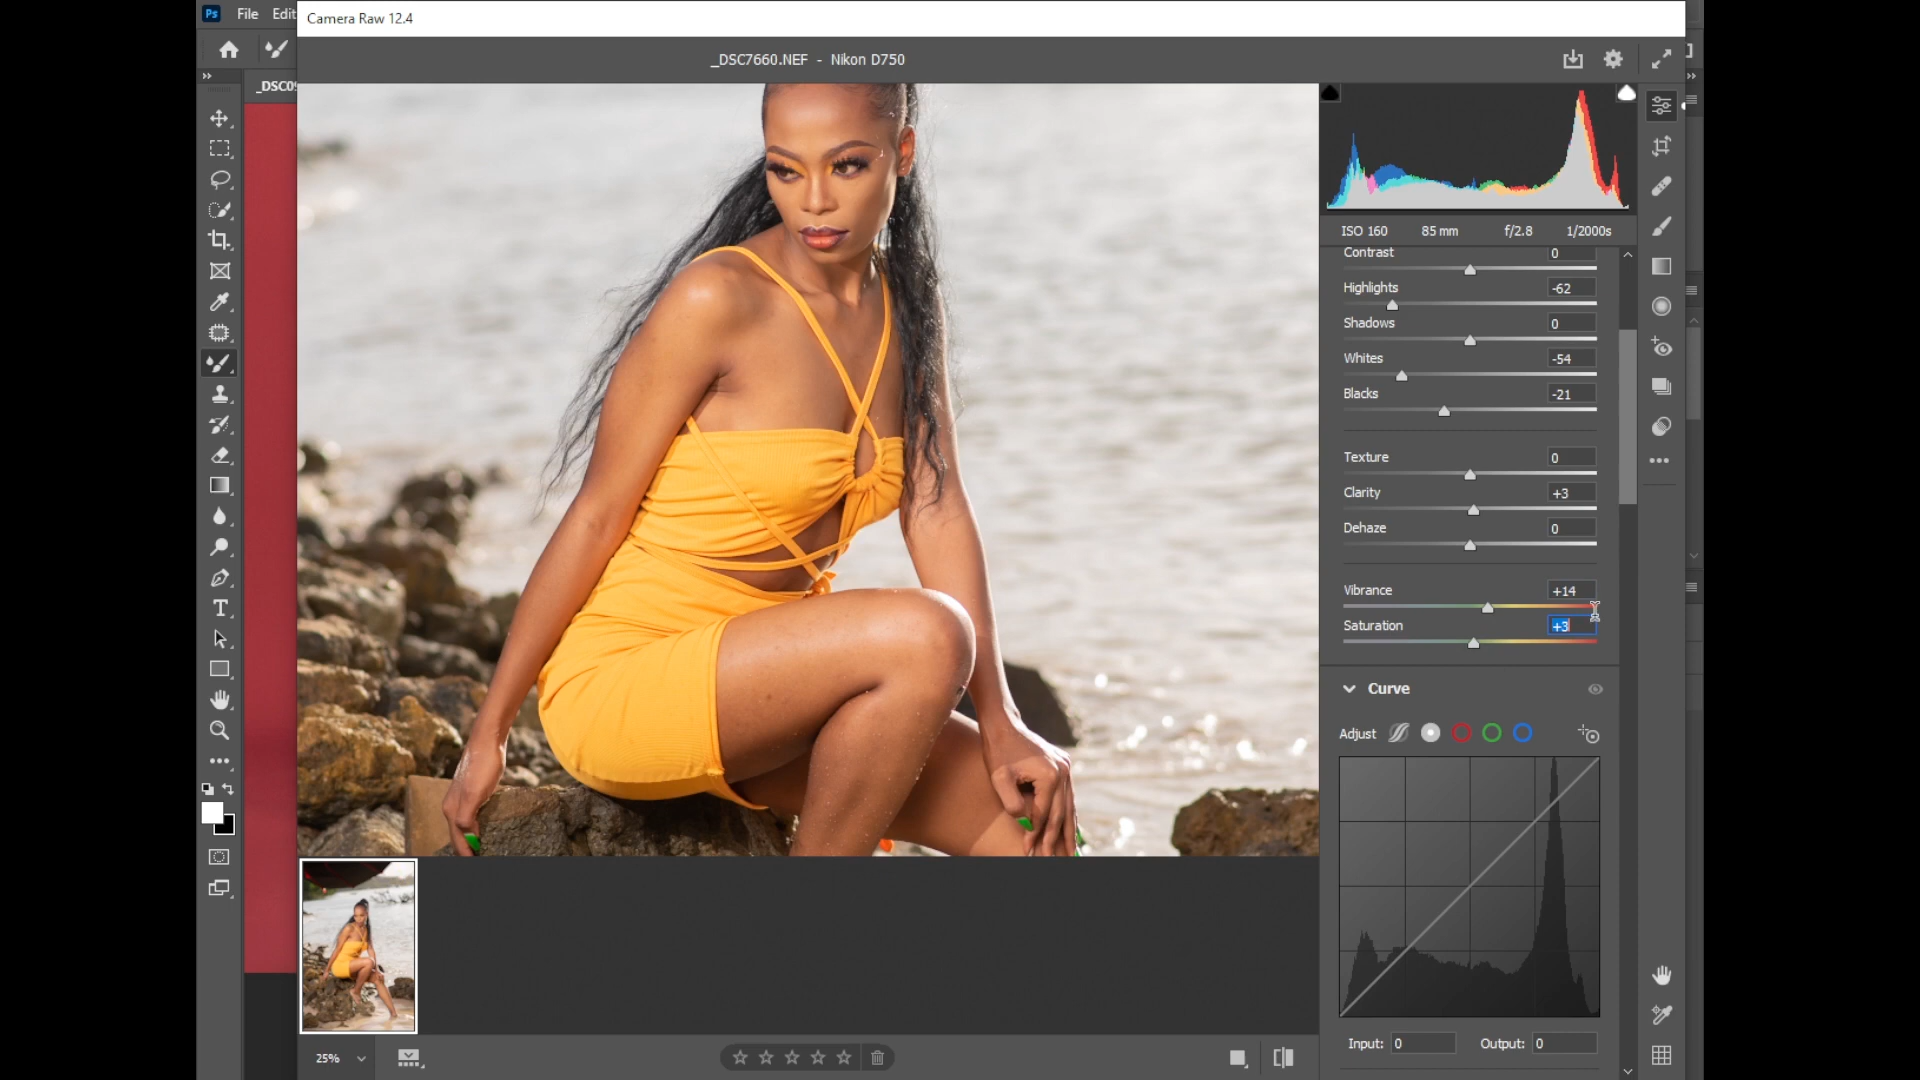 Camera Raw 12.4
Ps File Edit
_DSC7660.NEF - Nikon D750
_DSC09
ISO 160 85 mm f/2.8 1/2000s
Contrast 0
Highlights -62
Shadows 0
Whites -54
Blacks -21
Texture 0
Clarity +3
Dehaze 0
Vibrance +14
Saturation +3
Curve
Adjust
Input: 0 Output: 0
25%